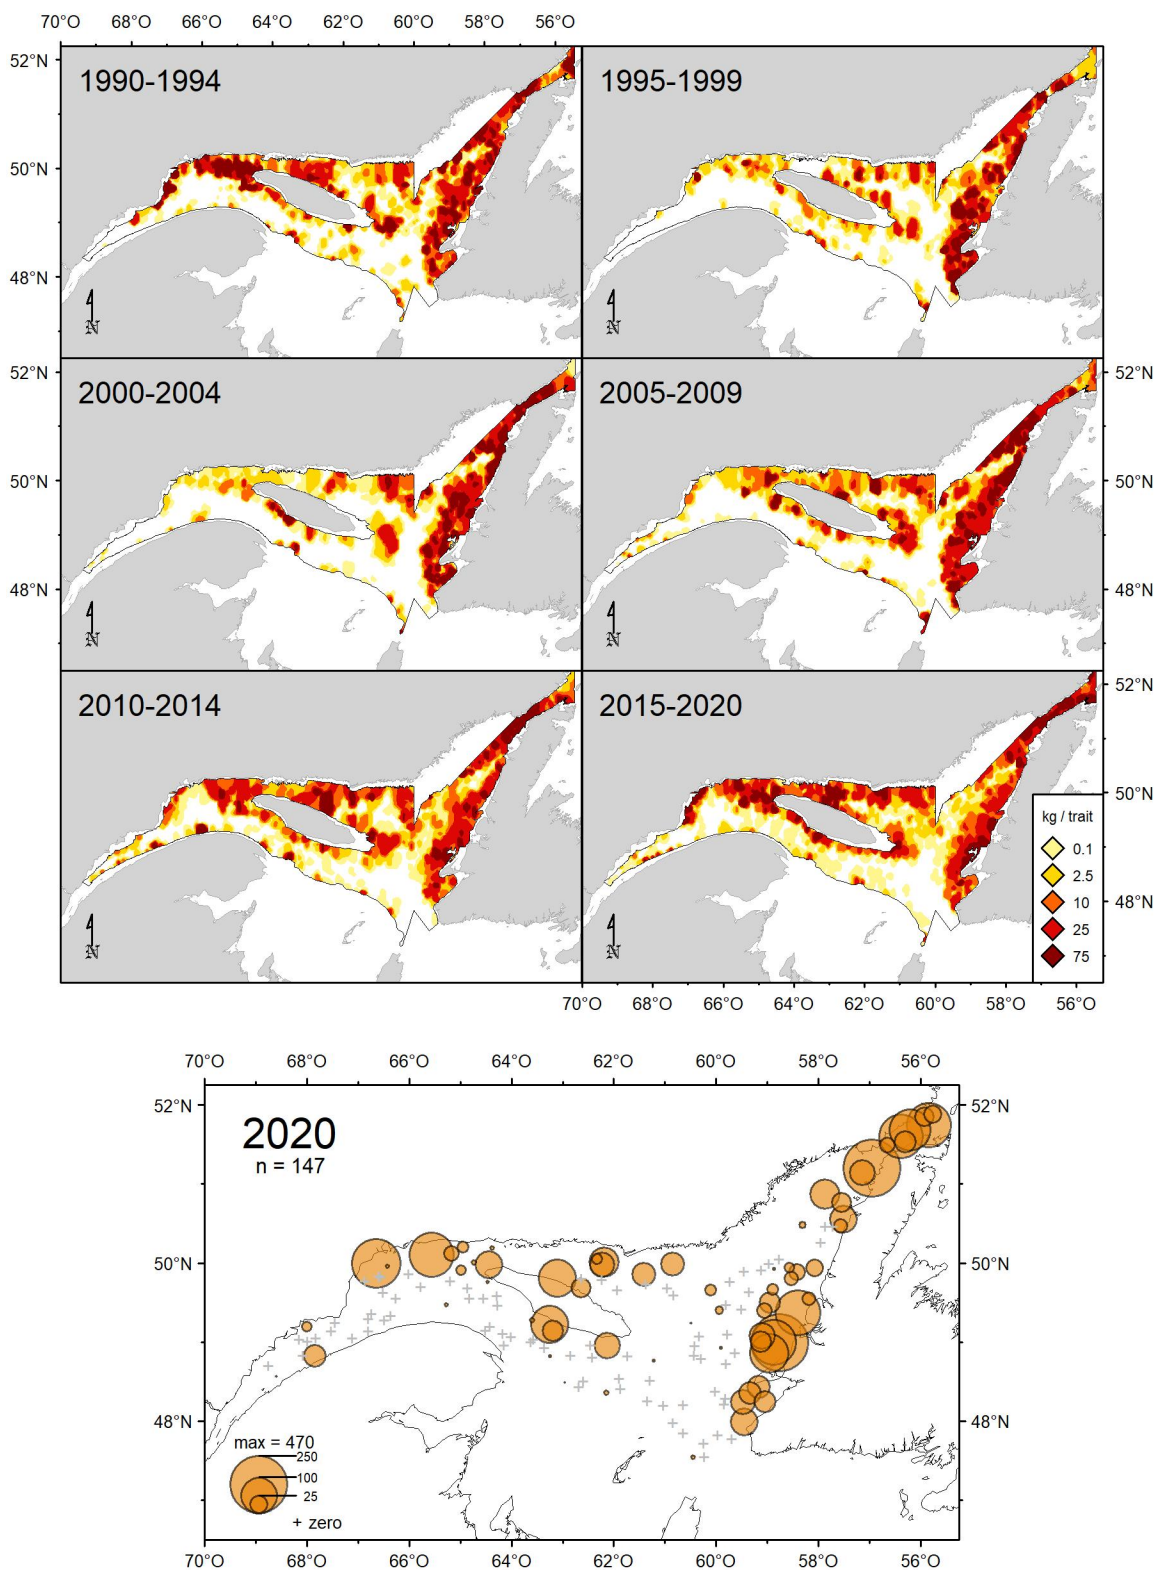 70°O 68°O 66°O 64°O 62°O 60°O 58°O 56°O
52°N
1990-1994 1995-1999
50°N
48°N
N N
52°N 52°N
2000-2004 2005-2009
50°N 50°N
48°N 48°N
N N
52°N
2010-2014 2015-2020
50°N
kg / trait
0.1
2.5
48°N
10
25
75
N N
70°O 68°O 66°O 64°O 62°O 60°O 58°O 56°O
70°O 68°O 66°O 64°O 62°O 60°O 58°O 56°O
52°N 52°N
2020
n = 147
50°N 50°N
48°N 48°N
max = 470
250
100
25
+ zero
70°O 68°O 66°O 64°O 62°O 60°O 58°O 56°O